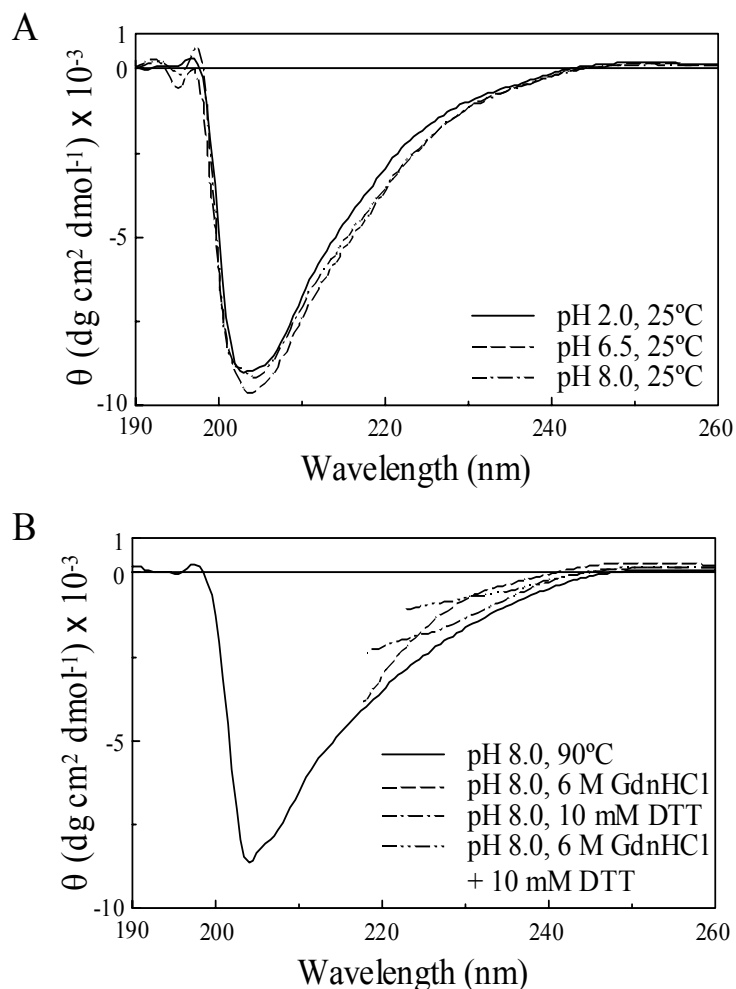 A
θ (dg cm² dmol⁻¹) x 10⁻³
1
0
-5
-10
190
200
220
240
260
Wavelength (nm)
pH 2.0, 25ºC
pH 6.5, 25ºC
pH 8.0, 25ºC
B
θ (dg cm² dmol⁻¹) x 10⁻³
1
0
-5
-10
190
200
220
240
260
Wavelength (nm)
pH 8.0, 90ºC
pH 8.0, 6 M GdnHCl
pH 8.0, 10 mM DTT
pH 8.0, 6 M GdnHCl
+ 10 mM DTT